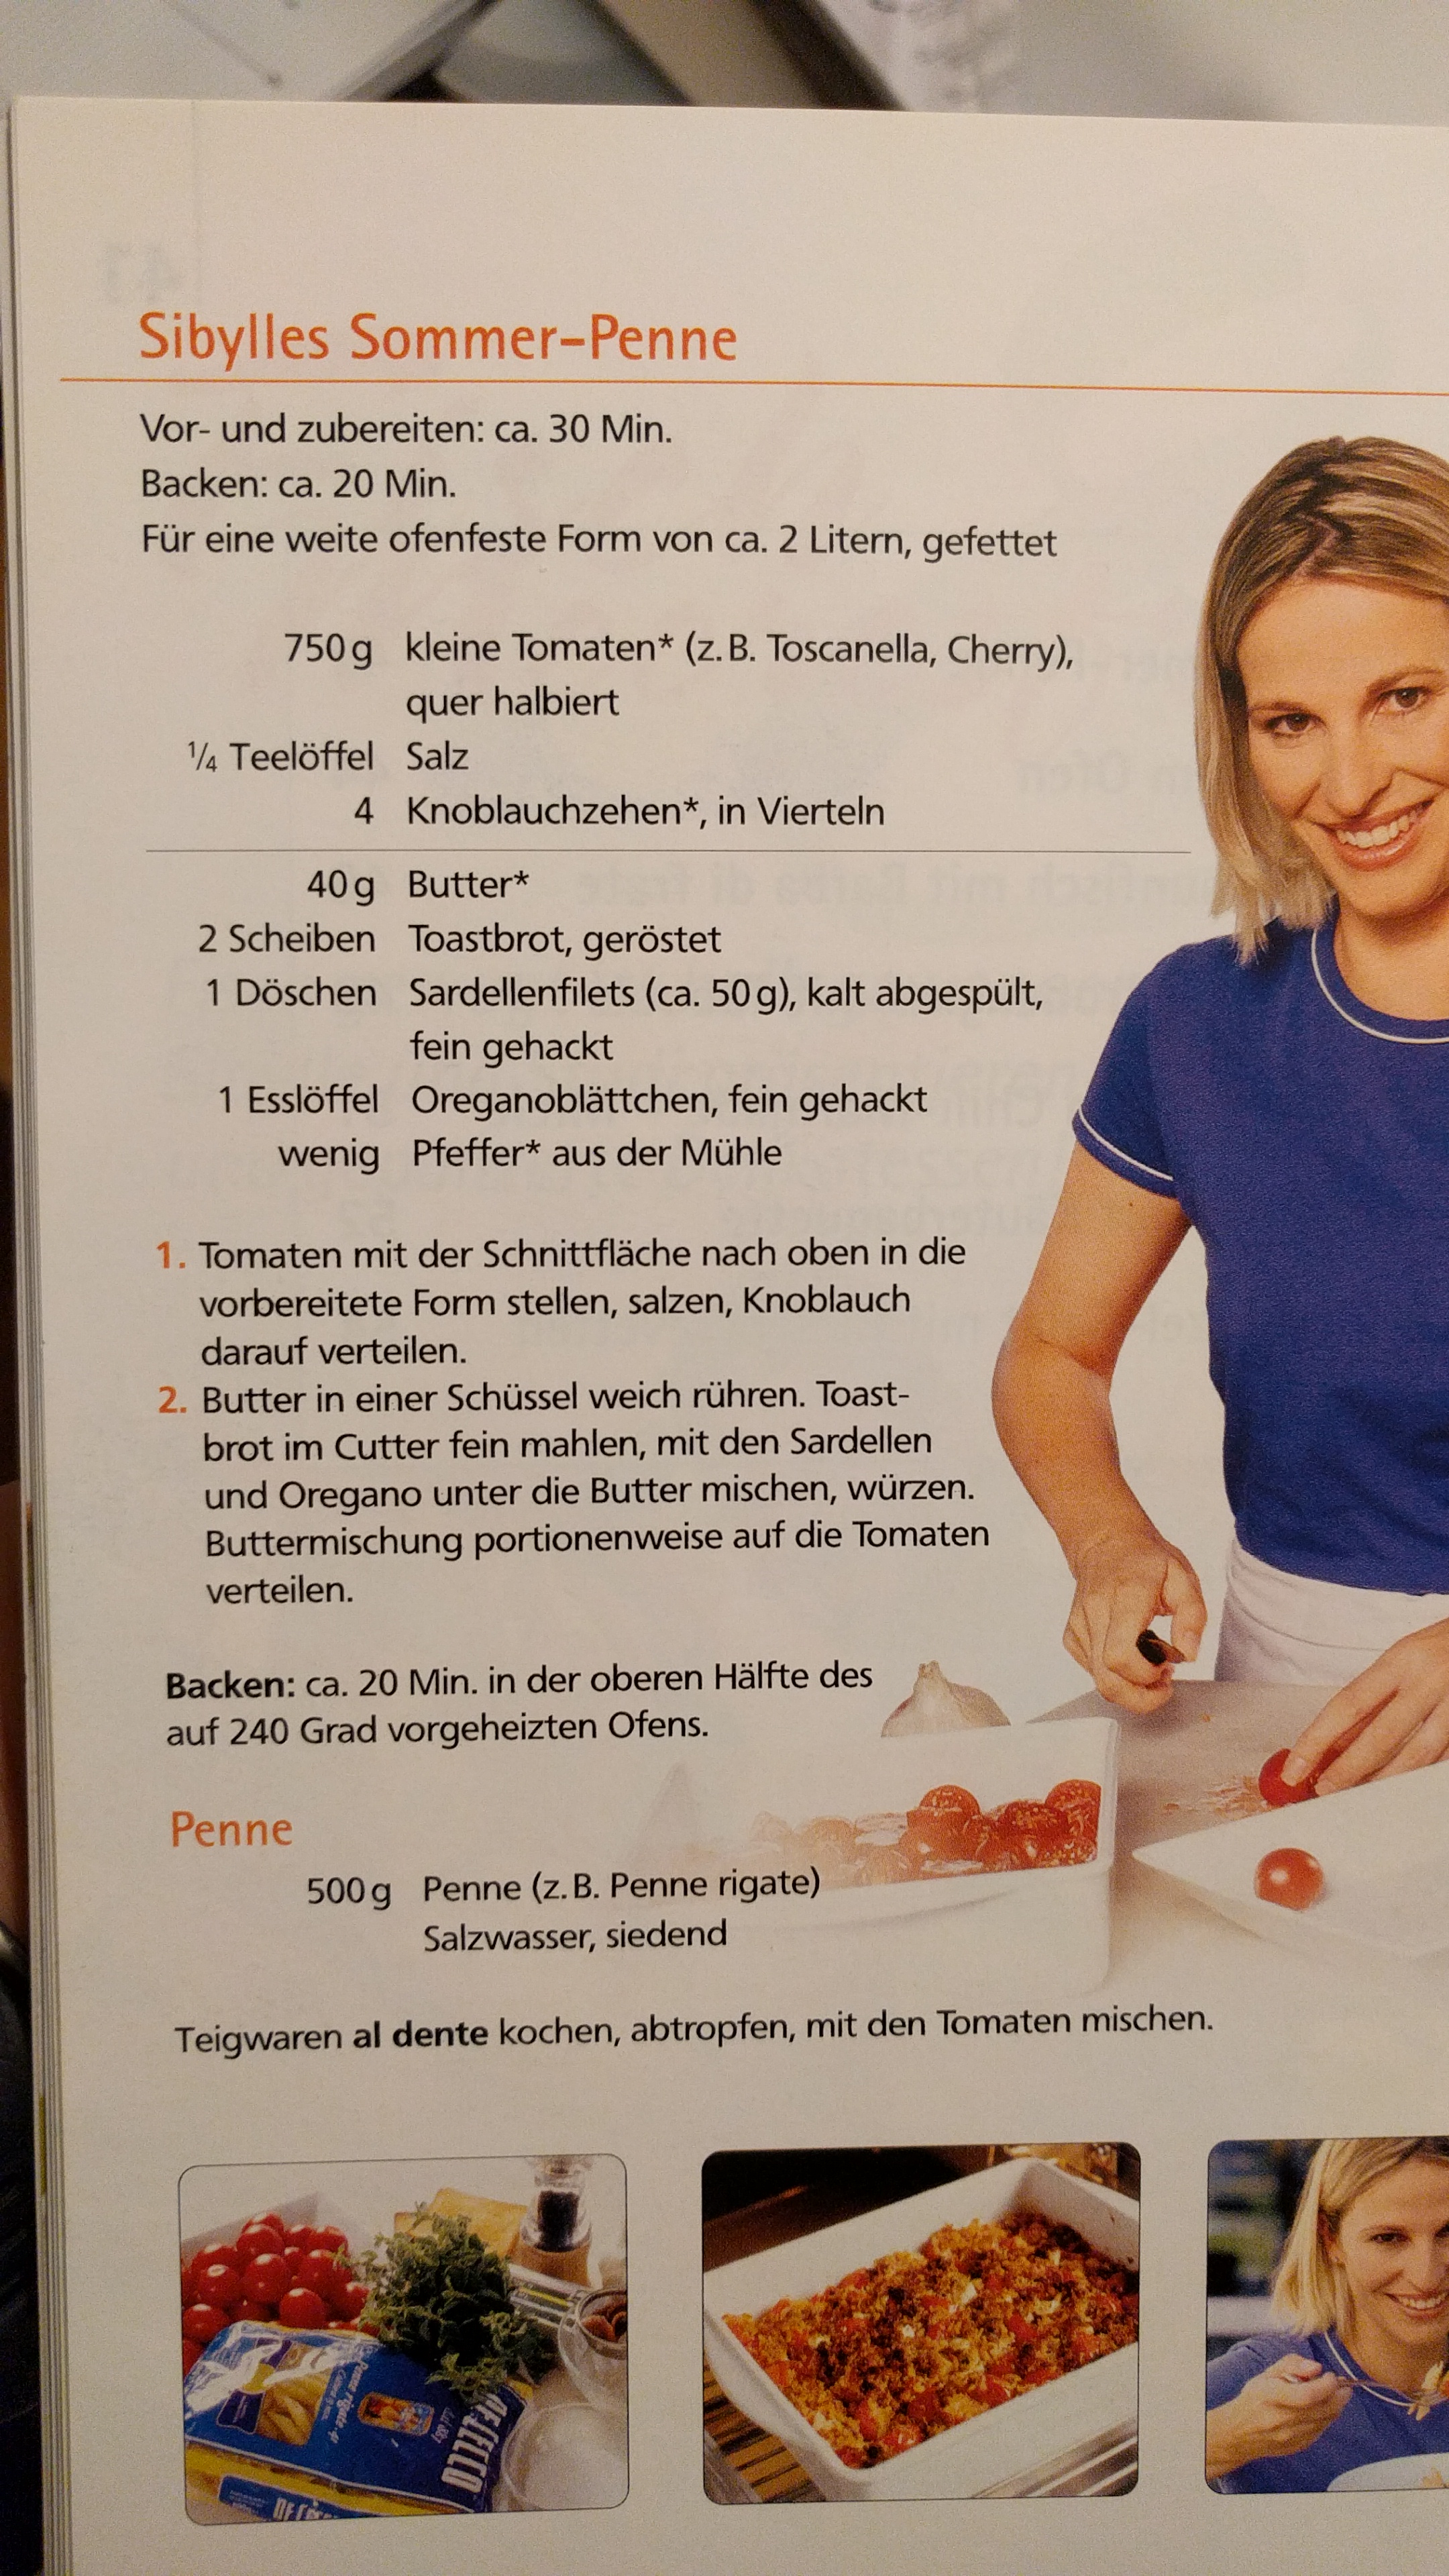 Sibylles Sommer-Penne
Vor- und zubereiten: ca. 30 Min.
Backen: ca. 20 Min.
Für eine weite ofenfeste Form von ca. 2 Litern, gefettet
750 g kleine Tomaten* (z. B. Toscanella, Cherry),
quer halbiert
¼ Teelöffel Salz
4 Knoblauchzehen*, in Vierteln
40 g Butter*
2 Scheiben Toastbrot, geröstet
1 Döschen Sardellenfilets (ca. 50 g), kalt abgespült,
fein gehackt
1 Esslöffel Oreganoblättchen, fein gehackt
wenig Pfeffer* aus der Mühle
1. Tomaten mit der Schnittfläche nach oben in die
vorbereitete Form stellen, salzen, Knoblauch
darauf verteilen.
2. Butter in einer Schüssel weich rühren. Toast-
brot im Cutter fein mahlen, mit den Sardellen
und Oregano unter die Butter mischen, würzen.
Buttermischung portionenweise auf die Tomaten
verteilen.
Backen: ca. 20 Min. in der oberen Hälfte des
auf 240 Grad vorgeheizten Ofens.
Penne
500 g Penne (z. B. Penne rigate)
Salzwasser, siedend
Teigwaren al dente kochen, abtropfen, mit den Tomaten mischen.
Penne rigate
DE CECCO